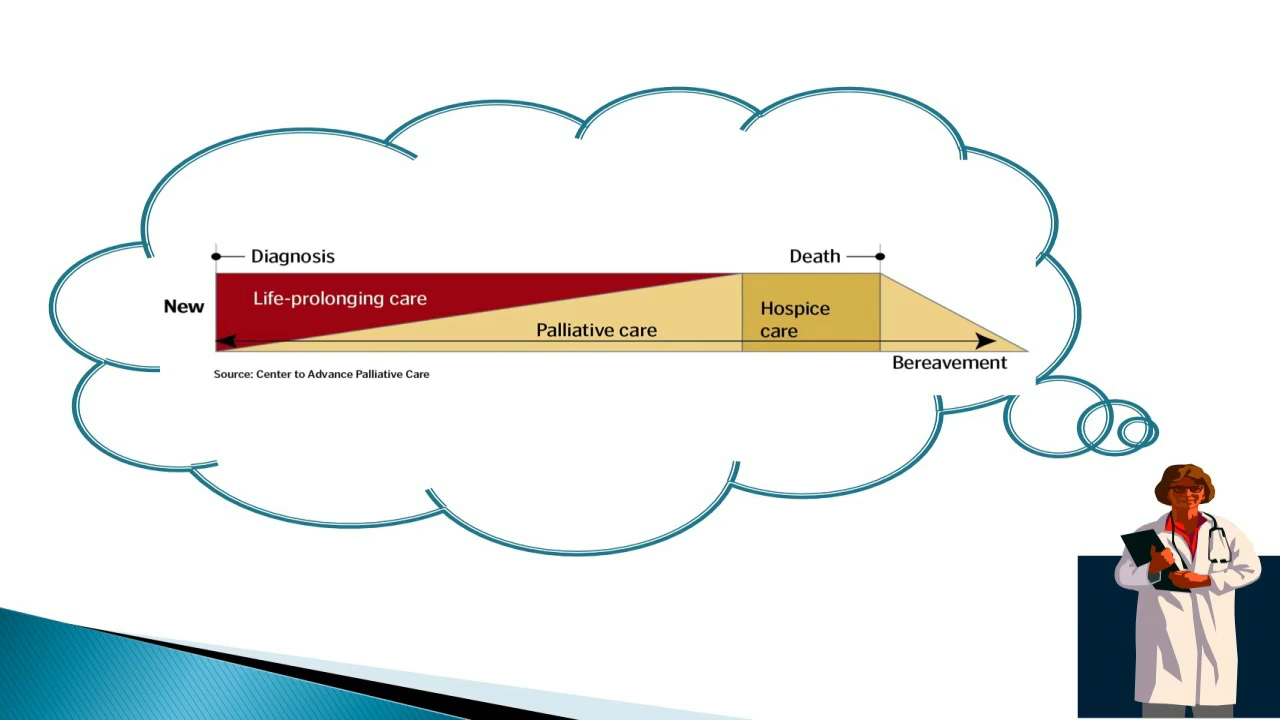 Diagnosis
Death
New
Life-prolonging care
Palliative care
Hospice
care
Bereavement
Source: Center to Advance Palliative Care